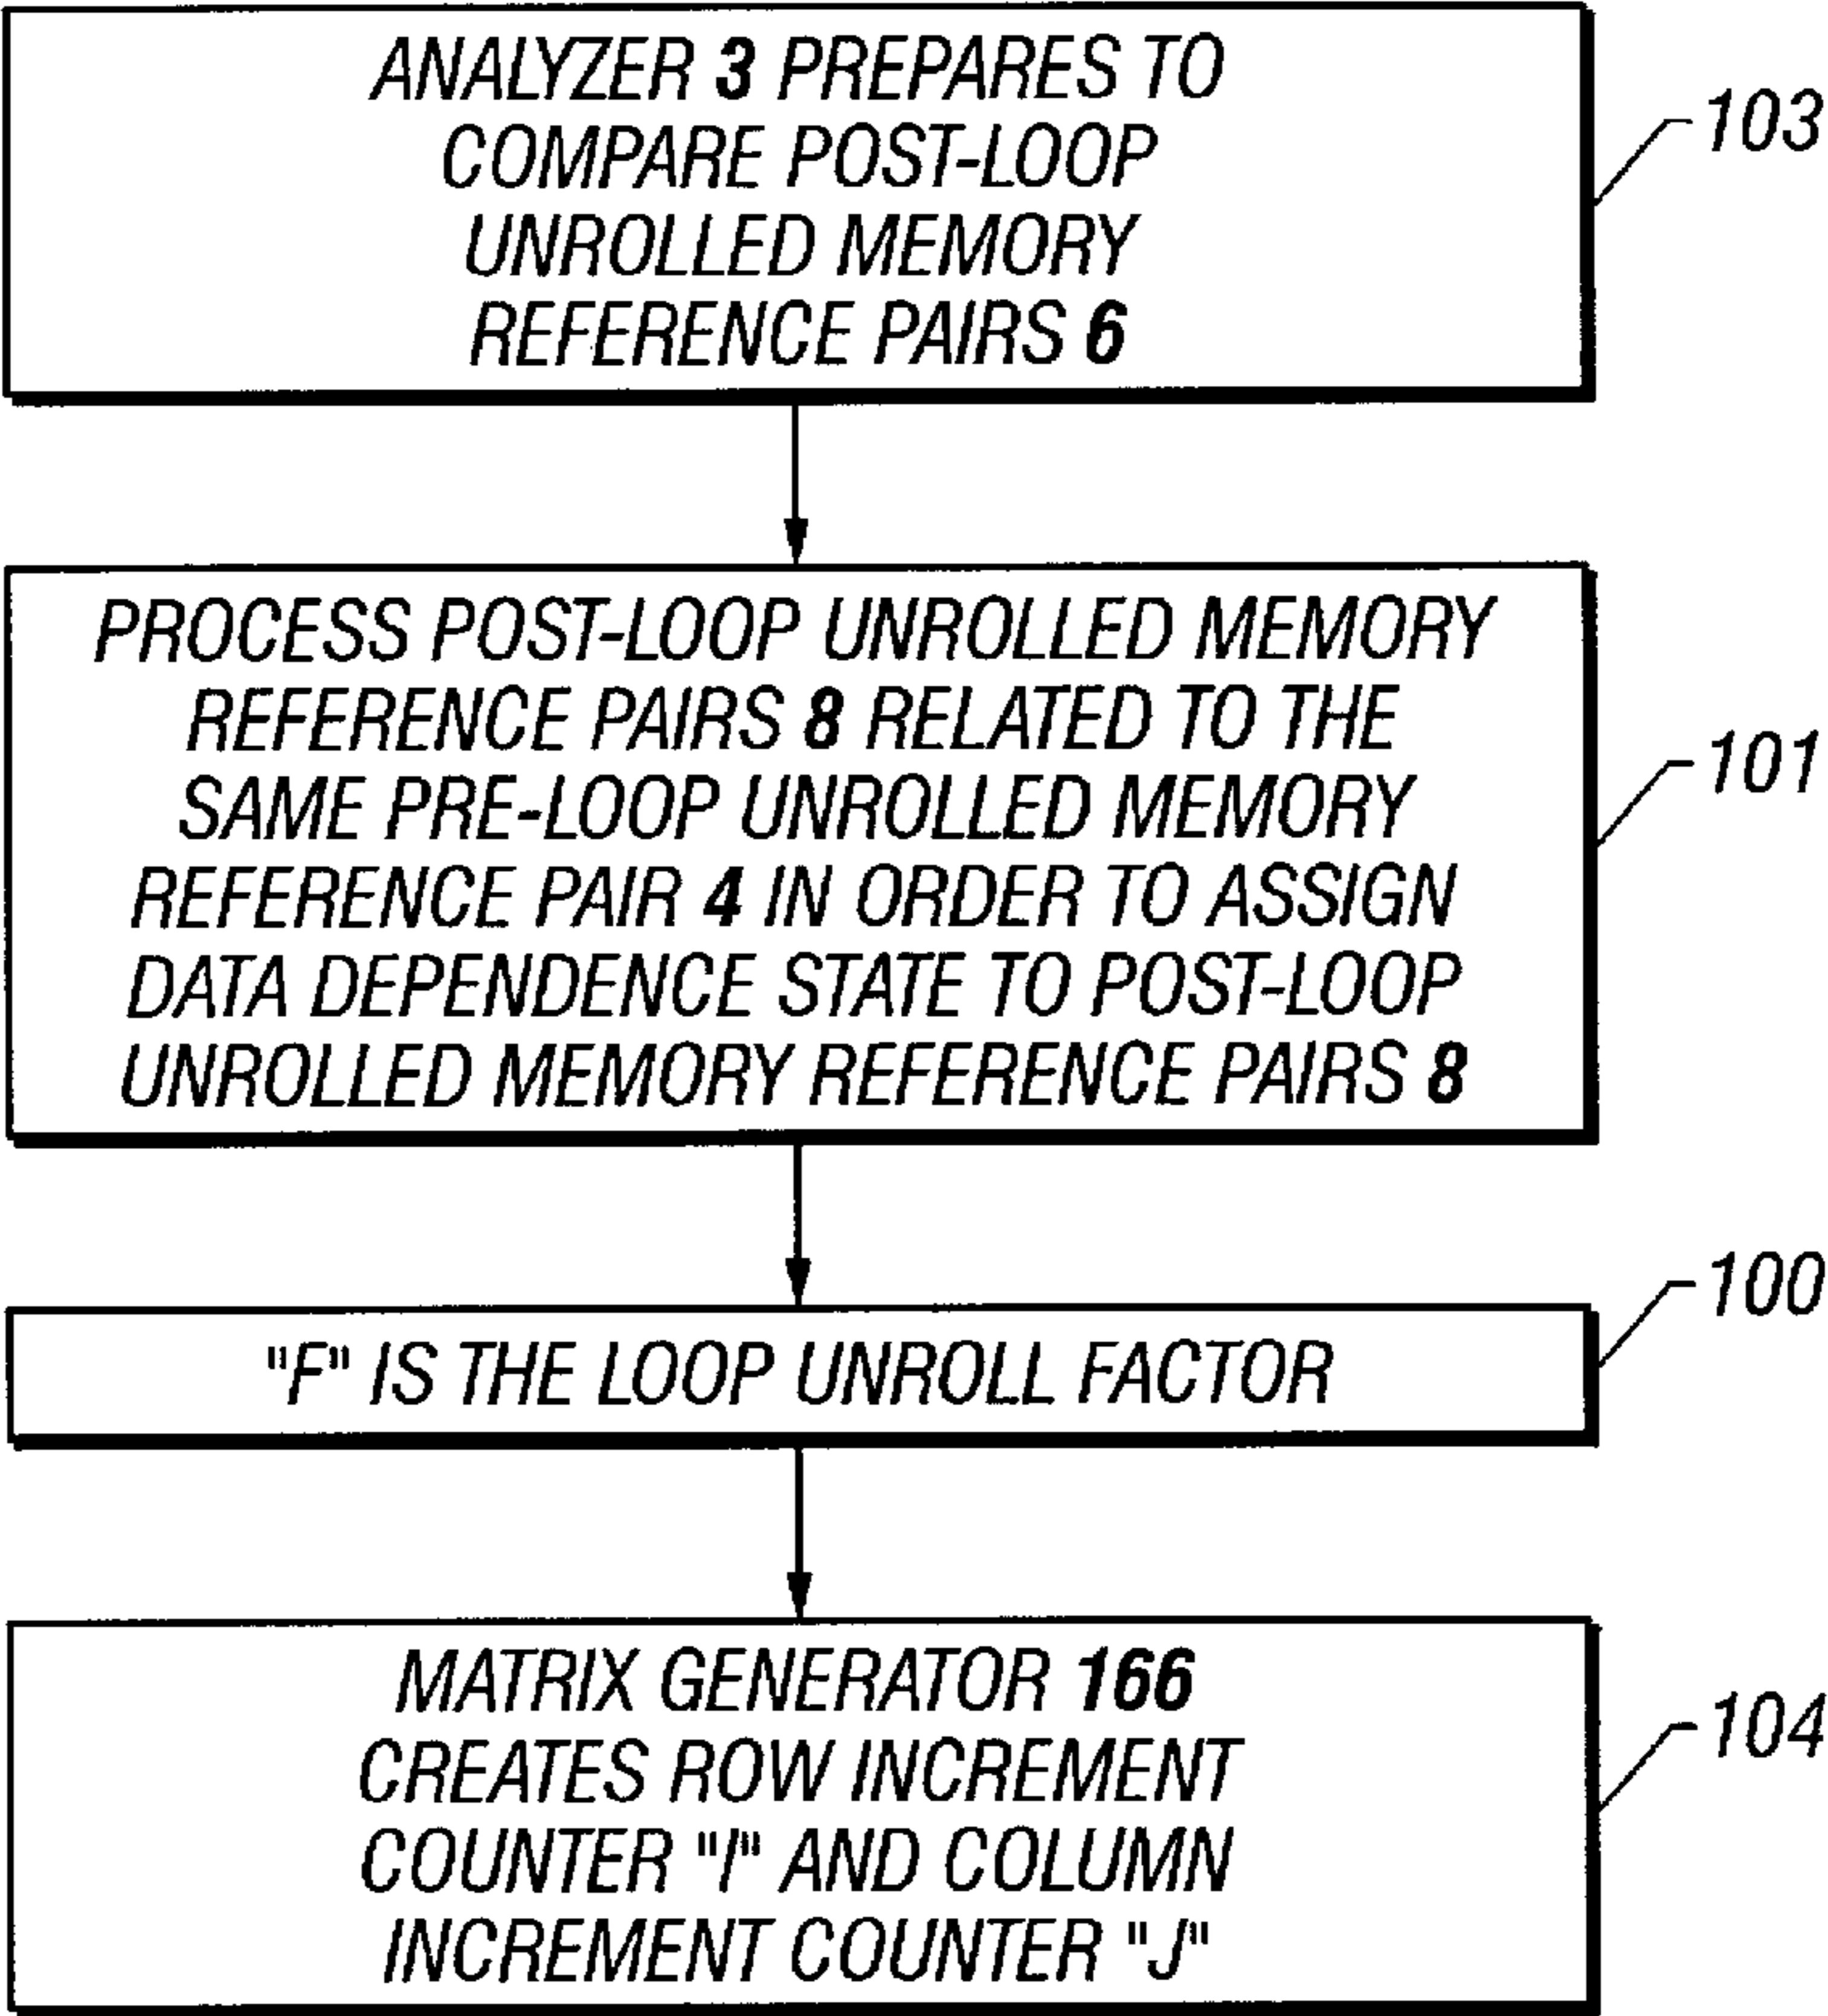 ANALYZER 3 PREPARES TO
COMPARE POST-LOOP
UNROLLED MEMORY
REFERENCE PAIRS 6
103
PROCESS POST-LOOP UNROLLED MEMORY
REFERENCE PAIRS 8 RELATED TO THE
SAME PRE-LOOP UNROLLED MEMORY
REFERENCE PAIR 4 IN ORDER TO ASSIGN
DATA DEPENDENCE STATE TO POST-LOOP
UNROLLED MEMORY REFERENCE PAIRS 8
101
"F" IS THE LOOP UNROLL FACTOR
100
MATRIX GENERATOR 166
CREATES ROW INCREMENT
COUNTER "I" AND COLUMN
INCREMENT COUNTER "J"
104